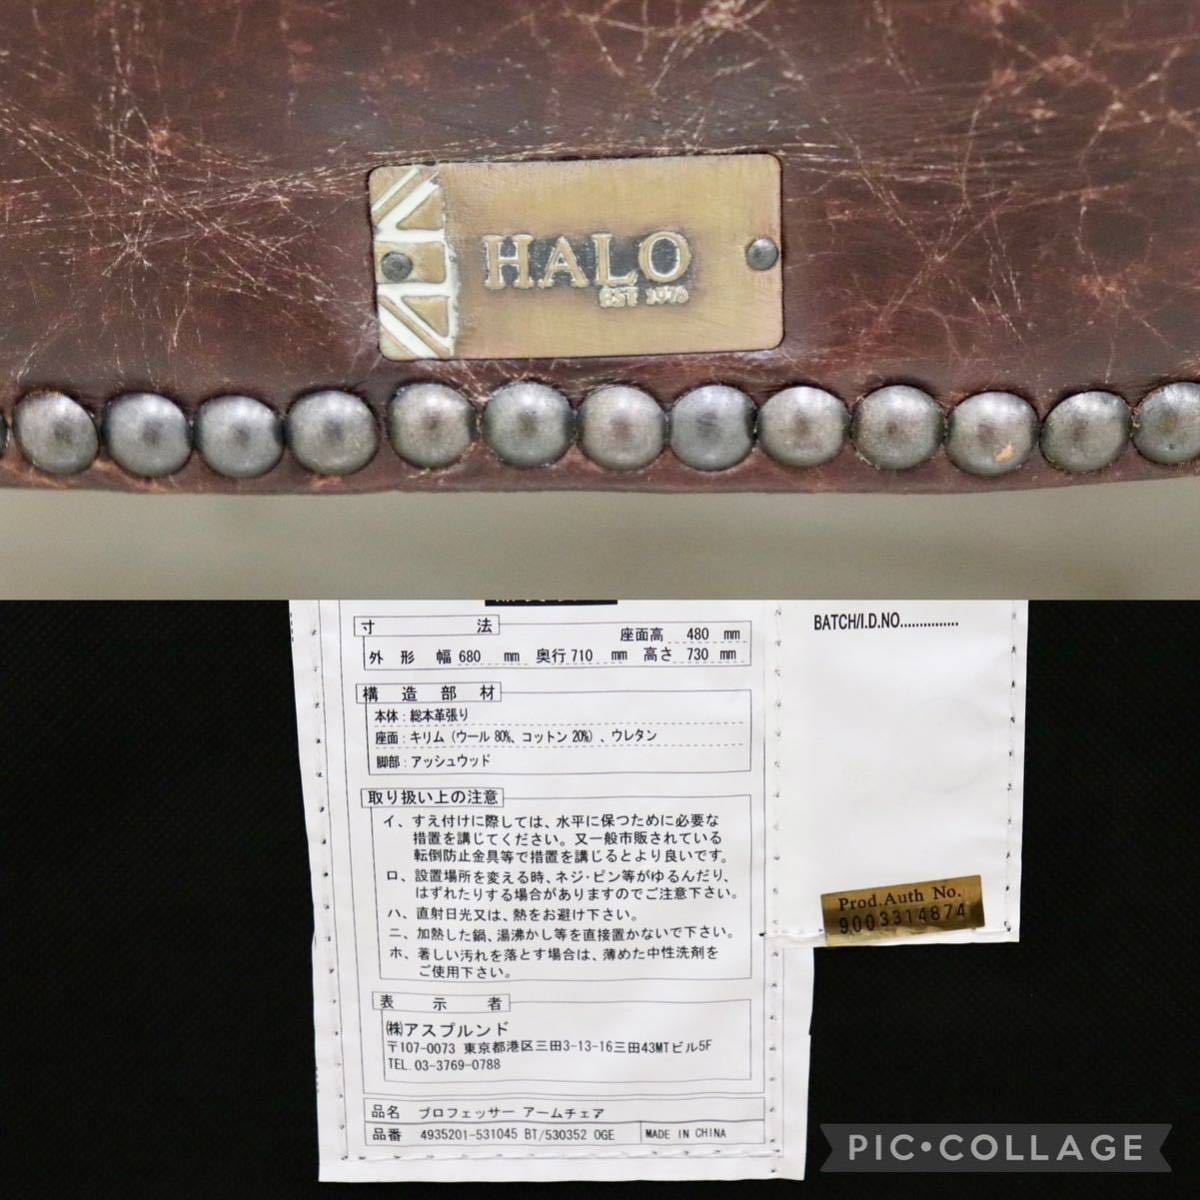 HALO
EST 1976
寸 法
座面高 480 mm
外 形 幅 680 mm 奥行 710 mm 高さ 730 mm
構 造 部 材
本体：総本革張り
座面：キリム（ウール 80%、コットン 20%）、ウレタン
脚部：アッシュウッド
取り扱い上の注意
イ、すえ付けに際しては、水平に保つために必要な
措置を講じてください。又一般市販されている
転倒防止金具等で措置を講じるとより良いです。
ロ、設置場所を変える時、ネジ・ピン等がゆるんだり、
はずれたりする場合がありますのでご注意下さい。
ハ、直射日光又は、熱をお避け下さい。
ニ、加熱した鍋、湯沸かし等を直接置かないで下さい。
ホ、著しい汚れを落とす場合は、薄めた中性洗剤を
ご使用下さい。
表 示 者
㈱アスプルンド
〒107-0073 東京都港区三田3-13-16三田43MTビル5F
TEL.03-3769-0788
品名 プロフェッサー アームチェア
品番 4935201-531045 BT/530352 OGE MADE IN CHINA
BATCH/I.D.NO...............
Prod.Auth No.
9003314874
PIC•COLLAGE